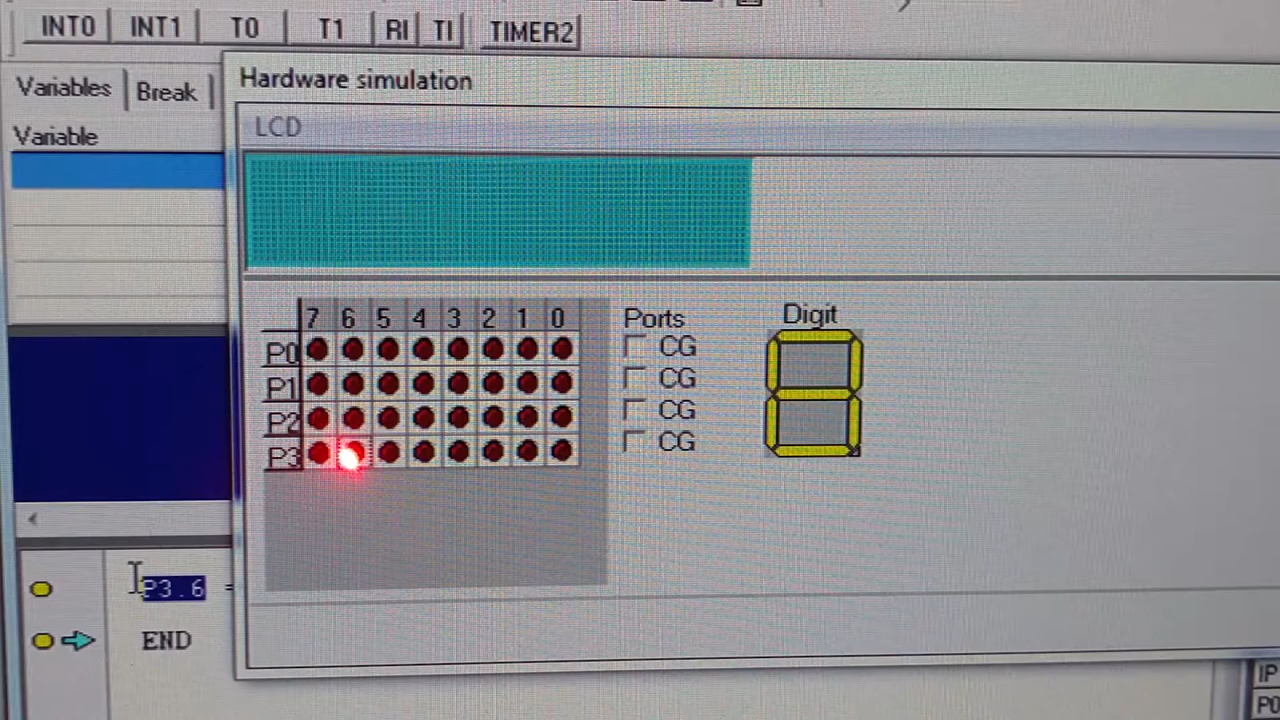 INT0 INT1 T0 T1 RI TI TIMER2
Variables Break
Hardware simulation
Variable
LCD
7 6 5 4 3 2 1 0
Ports
Digit
P0
CG
P1
CG
P2
CG
P3
CG
P3.6 =
END
IP
P0